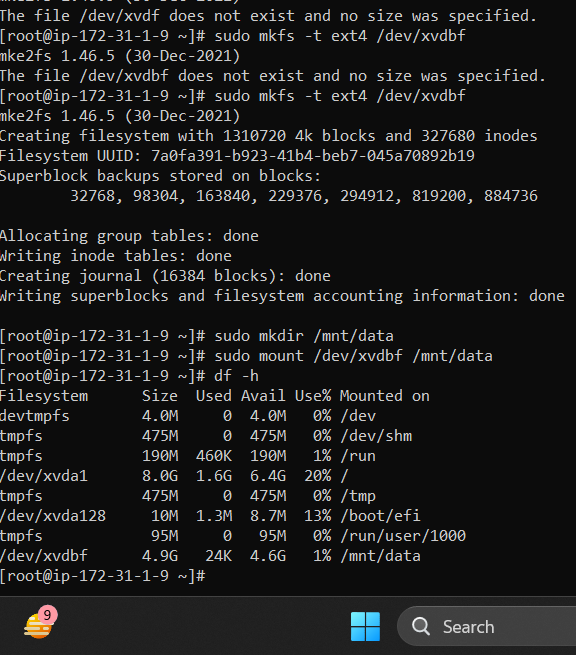 mke2fs 1.46.5 (30-Dec-2021)
The file /dev/xvdf does not exist and no size was specified.
[root@ip-172-31-1-9 ~]# sudo mkfs -t ext4 /dev/xvdbf
mke2fs 1.46.5 (30-Dec-2021)
The file /dev/xvdbf does not exist and no size was specified.
[root@ip-172-31-1-9 ~]# sudo mkfs -t ext4 /dev/xvdbf
mke2fs 1.46.5 (30-Dec-2021)
Creating filesystem with 1310720 4k blocks and 327680 inodes
Filesystem UUID: 7a0fa391-b923-41b4-beb7-045a70892b19
Superblock backups stored on blocks:
        32768, 98304, 163840, 229376, 294912, 819200, 884736

Allocating group tables: done
Writing inode tables: done
Creating journal (16384 blocks): done
Writing superblocks and filesystem accounting information: done

[root@ip-172-31-1-9 ~]# sudo mkdir /mnt/data
[root@ip-172-31-1-9 ~]# sudo mount /dev/xvdbf /mnt/data
[root@ip-172-31-1-9 ~]# df -h
Filesystem      Size  Used Avail Use% Mounted on
devtmpfs        4.0M     0  4.0M   0% /dev
tmpfs           475M     0  475M   0% /dev/shm
tmpfs           190M  460K  190M   1% /run
/dev/xvda1      8.0G  1.6G  6.4G  20% /
tmpfs           475M     0  475M   0% /tmp
/dev/xvda128     10M  1.3M  8.7M  13% /boot/efi
tmpfs            95M     0   95M   0% /run/user/1000
/dev/xvdbf      4.9G   24K  4.6G   1% /mnt/data
[root@ip-172-31-1-9 ~]#
9
Search